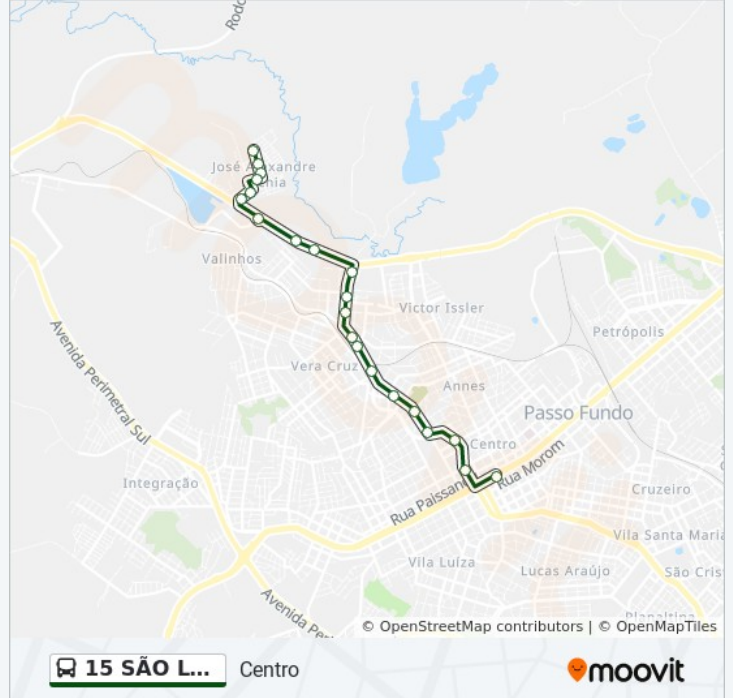 Rodo
José Alexandre
Valinhos
Victor Issler
Petrópolis
Avenida Perimetral Sul
Vera Cruz
Annes
Passo Fundo
Centro
Rua Morom
Integração
Rua Paissand
Cruzeiro
Vila Santa Maria
Vila Luíza
Lucas Araújo
São Cris
Avenida Pe
© OpenStreetMap contributors | © OpenMapTiles
15 SÃO L... Centro
moovit